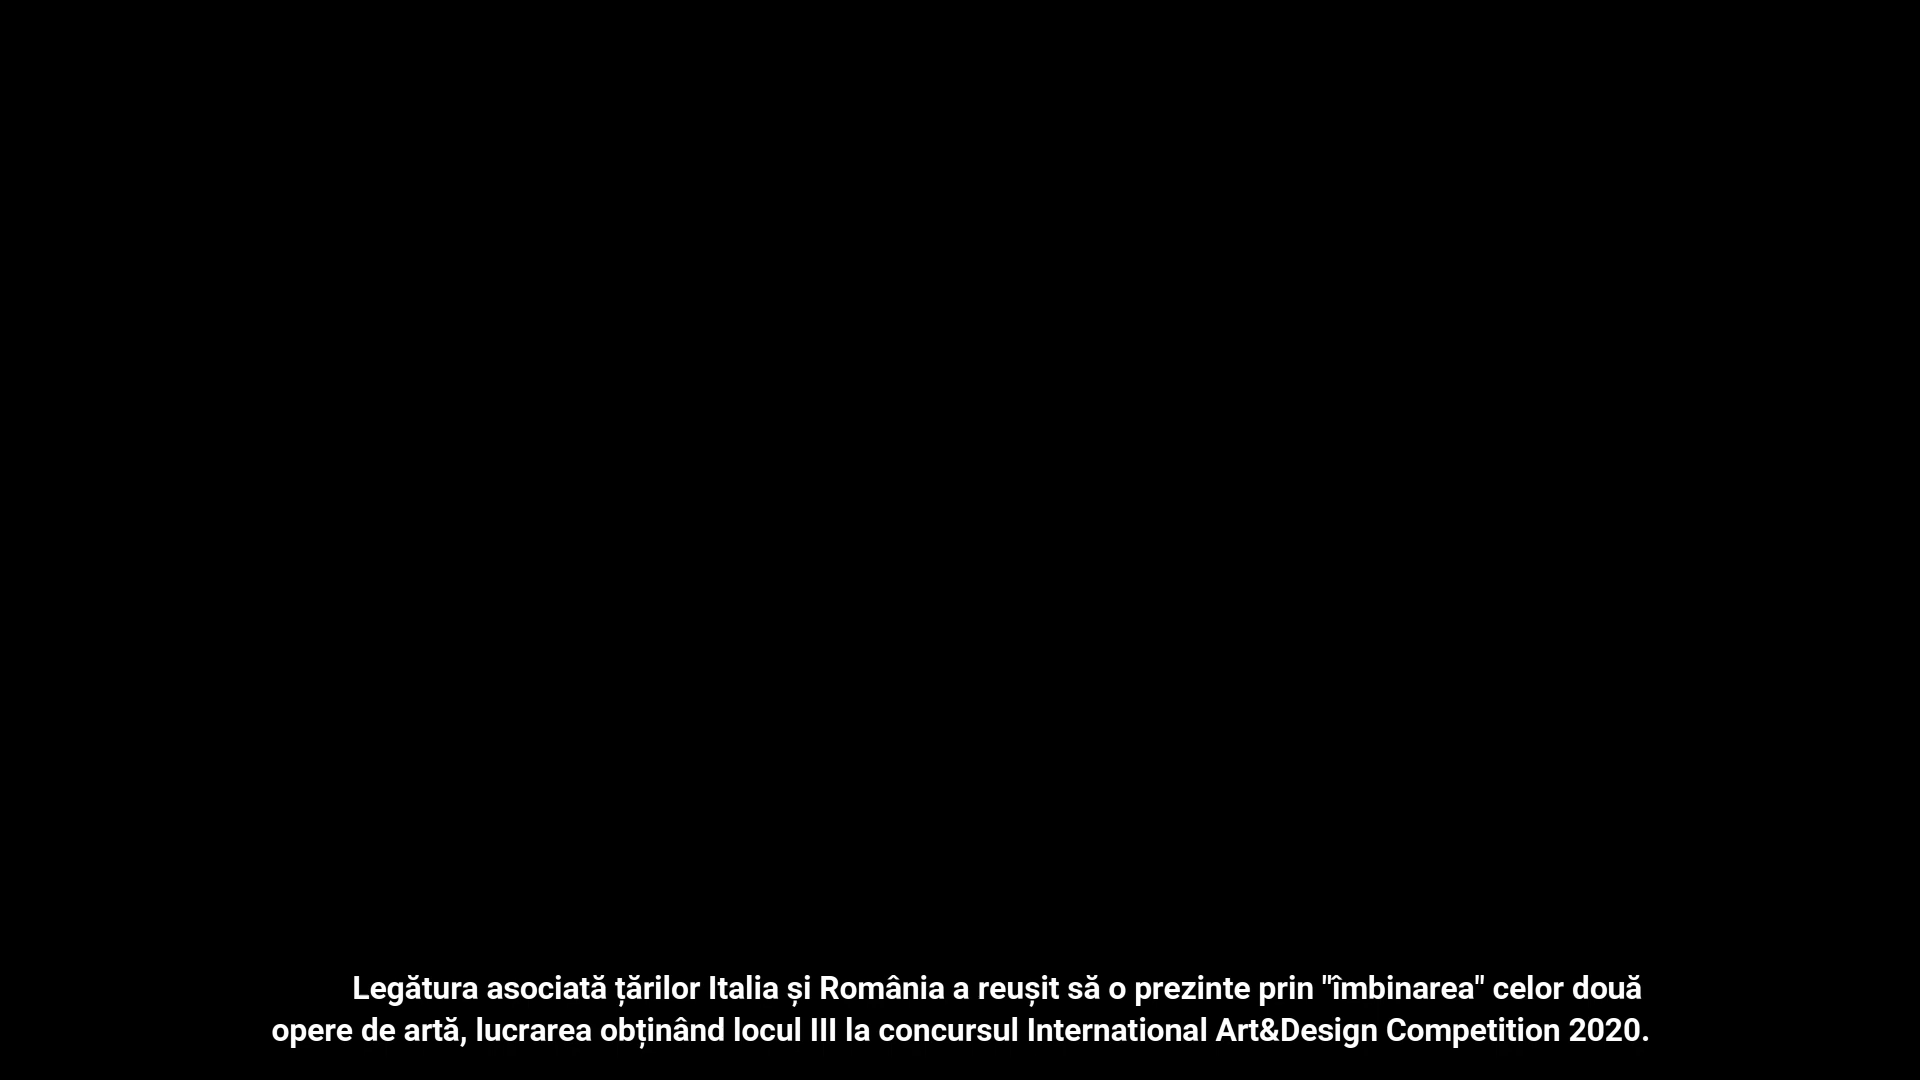 Legătura asociată țărilor Italia și România a reușit să o prezinte prin "îmbinarea" celor două
opere de artă, lucrarea obținând locul III la concursul International Art&Design Competition 2020.